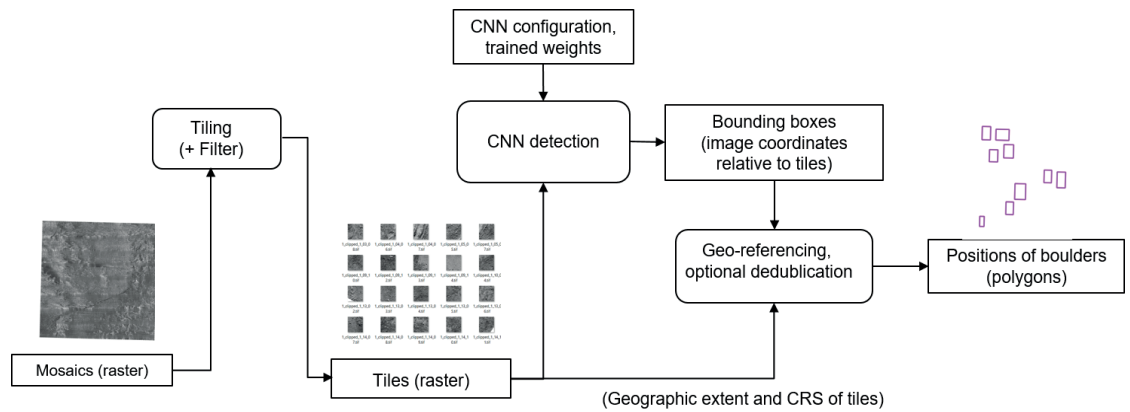 CNN configuration,
trained weights
Tiling
(+ Filter)
CNN detection
Bounding boxes
(image coordinates
relative to tiles)
Geo-referencing,
optional dedublication
Positions of boulders
(polygons)
Mosaics (raster)
Tiles (raster)
(Geographic extent and CRS of tiles)